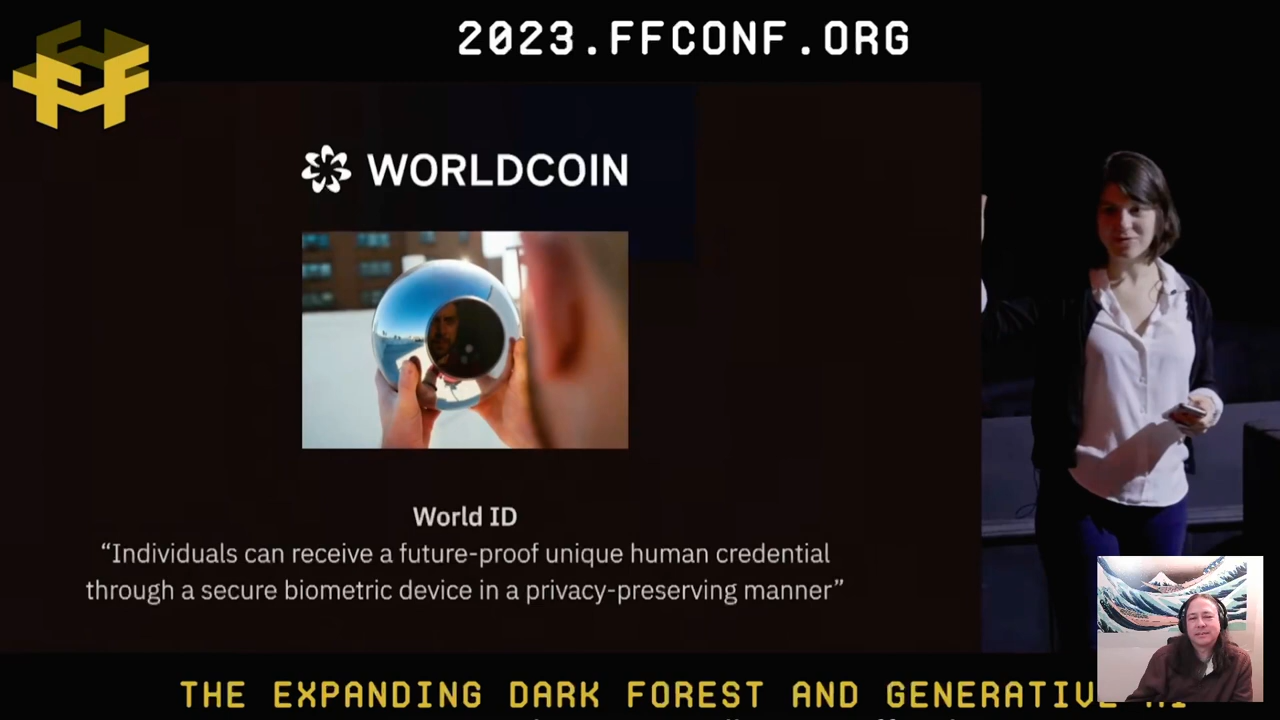 2023.FFCONF.ORG
WORLDCOIN
World ID
“Individuals can receive a future-proof unique human credential
through a secure biometric device in a privacy-preserving manner”
THE EXPANDING DARK FOREST AND GENERATIVE AI